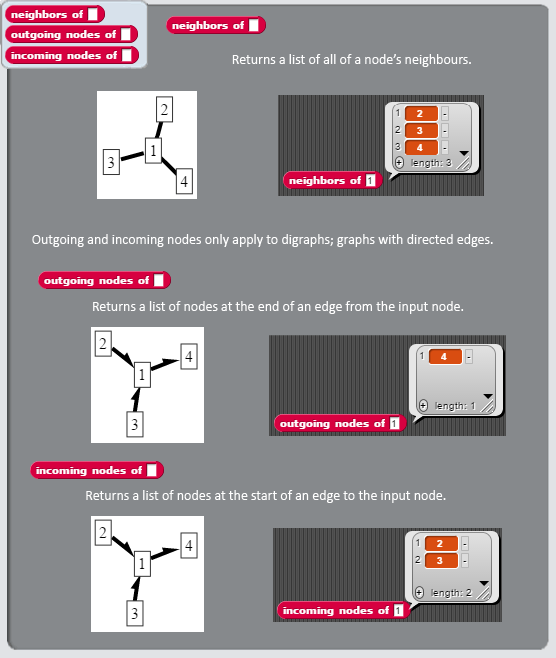 neighbors of
outgoing nodes of
incoming nodes of
neighbors of
Returns a list of all of a node’s neighbours.
2
1
3
4
1 2 -
2 3 -
3 4 -
+ length: 3
neighbors of 1
Outgoing and incoming nodes only apply to digraphs; graphs with directed edges.
outgoing nodes of
Returns a list of nodes at the end of an edge from the input node.
2
4
1
3
1 4 -
+ length: 1
outgoing nodes of 1
incoming nodes of
Returns a list of nodes at the start of an edge to the input node.
2
4
1
3
1 2 -
2 3 -
+ length: 2
incoming nodes of 1